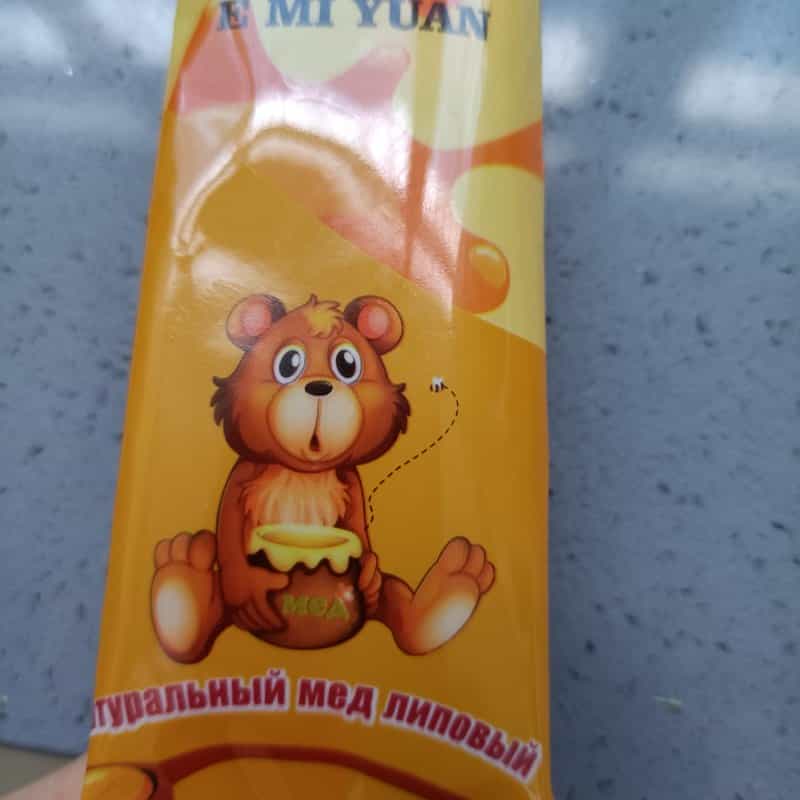 E MI YUAN
мед
туральный мед липовый